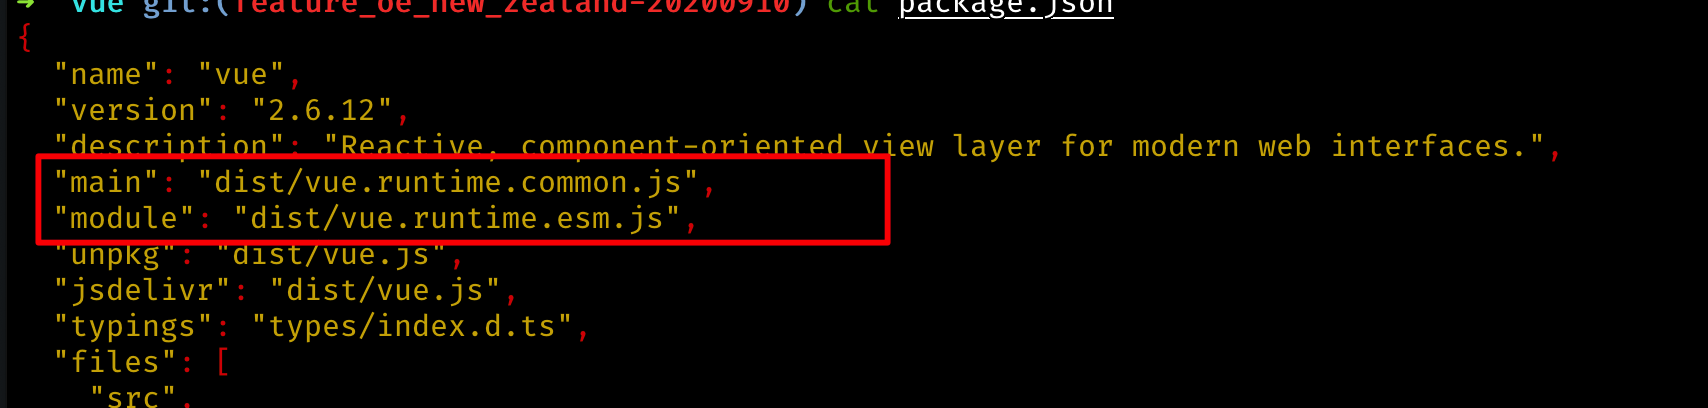 ➜ vue git:(feature_oe_new_zealand-20200910) cat package.json
{
"name": "vue",
"version": "2.6.12",
"description": "Reactive, component-oriented view layer for modern web interfaces.",
"main": "dist/vue.runtime.common.js",
"module": "dist/vue.runtime.esm.js",
"unpkg": "dist/vue.js",
"jsdelivr": "dist/vue.js",
"typings": "types/index.d.ts",
"files": [
"src",